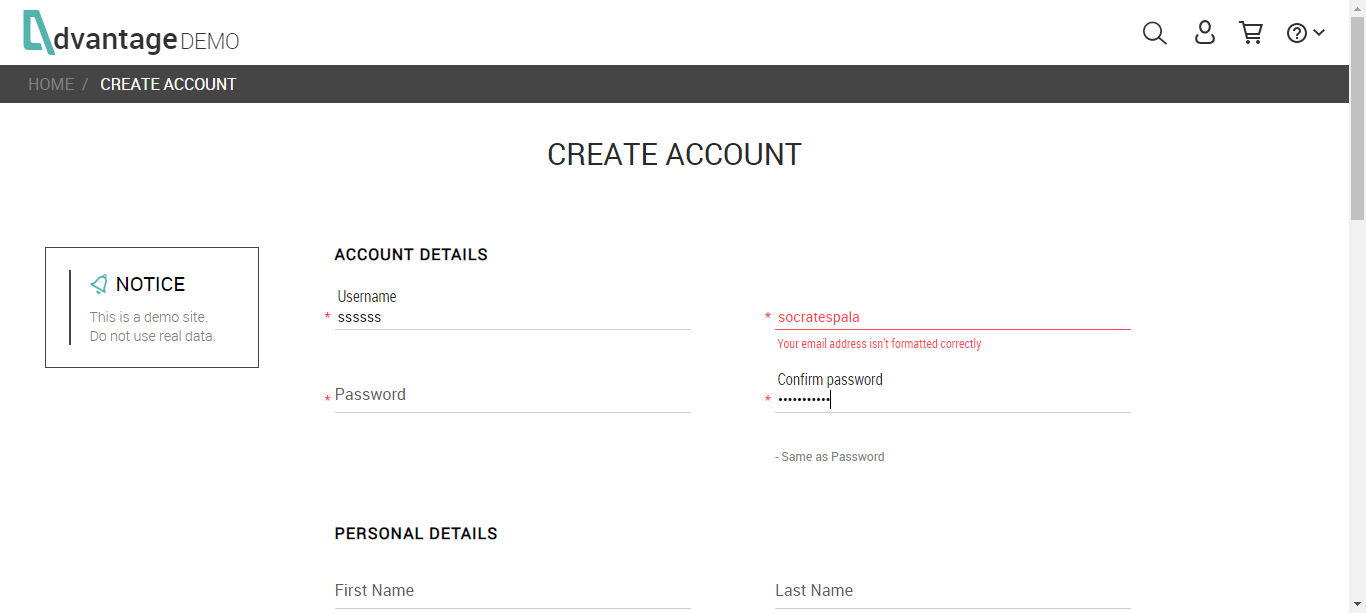 dvantage DEMO
HOME / CREATE ACCOUNT
CREATE ACCOUNT
NOTICE
This is a demo site.
Do not use real data.
ACCOUNT DETAILS
Username
* ssssss
* socratespala
Your email address isn't formatted correctly
* Password
Confirm password
* •••••••••••
- Same as Password
PERSONAL DETAILS
First Name
Last Name